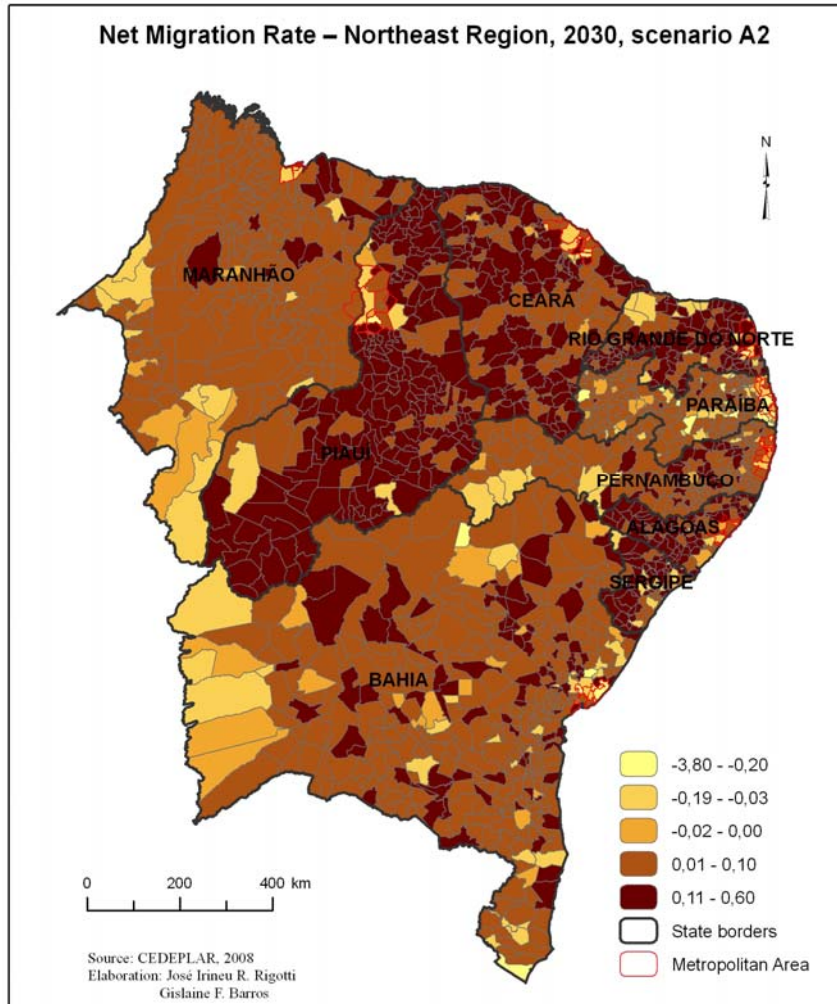 Net Migration Rate – Northeast Region, 2030, scenario A2
N
MARANHÃO
CEARÃ
RIO GRANDE DO NORTE
PARAÍBA
PIAUI
PERNAMBUCO
ALAGOAS
SERGIPE
BAHIA
-3,80 - -0,20
-0,19 - -0,03
-0,02 - 0,00
0,01 - 0,10
0,11 - 0,60
State borders
Metropolitan Area
0 200 400 km
Source: CEDEPLAR, 2008
Elaboration: José Irineu R. Rigotti
Gislaine F. Barros